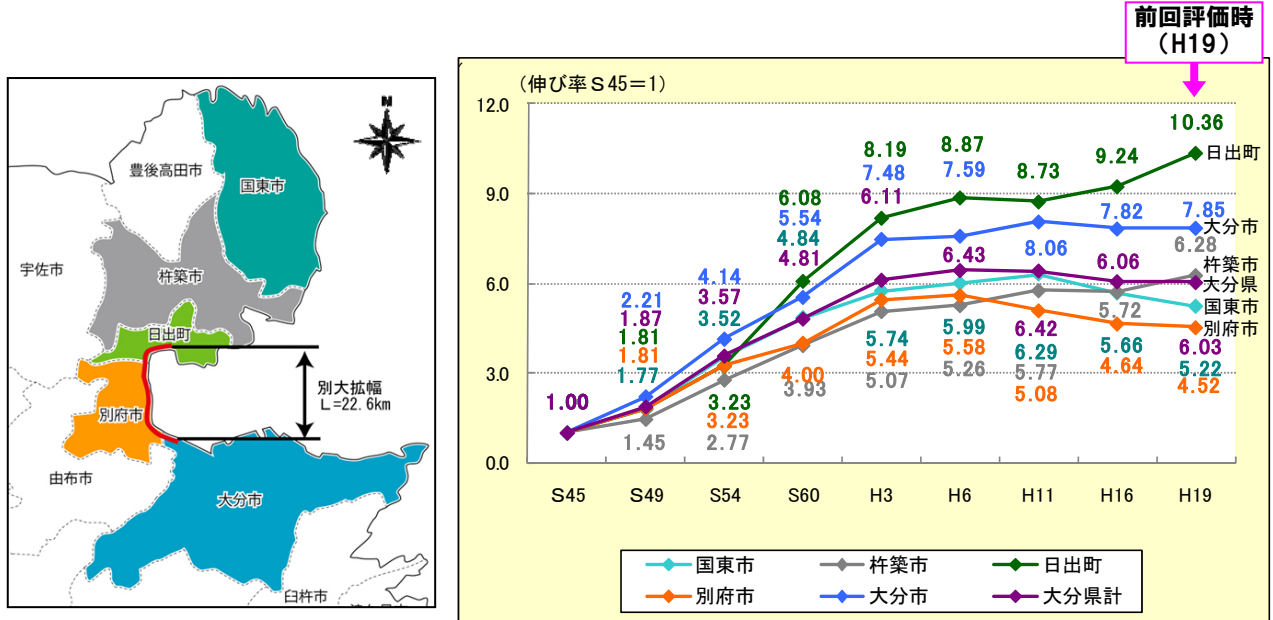 前回評価時
（H19）
N
豊後高田市
国東市
宇佐市
杵築市
日出町
別大拡幅
L=22.6km
別府市
由布市
大分市
臼杵市
（伸び率S45＝1）
12.0
9.0
6.0
3.0
0.0
1.00
2.21
1.87
1.81
1.81
1.77
1.45
4.14
3.57
3.52
3.23
3.23
2.77
6.08
5.54
4.84
4.81
4.00
3.93
8.19
7.48
6.11
5.74
5.44
5.07
8.87
7.59
6.43
5.99
5.58
5.26
8.73
8.06
6.42
6.29
5.77
5.08
9.24
7.82
6.06
5.72
5.66
4.64
10.36
7.85
6.28
6.03
5.22
4.52
日出町
大分市
杵築市
大分県
国東市
別府市
S45 S49 S54 S60 H3 H6 H11 H16 H19
国東市 杵築市 日出町
別府市 大分市 大分県計